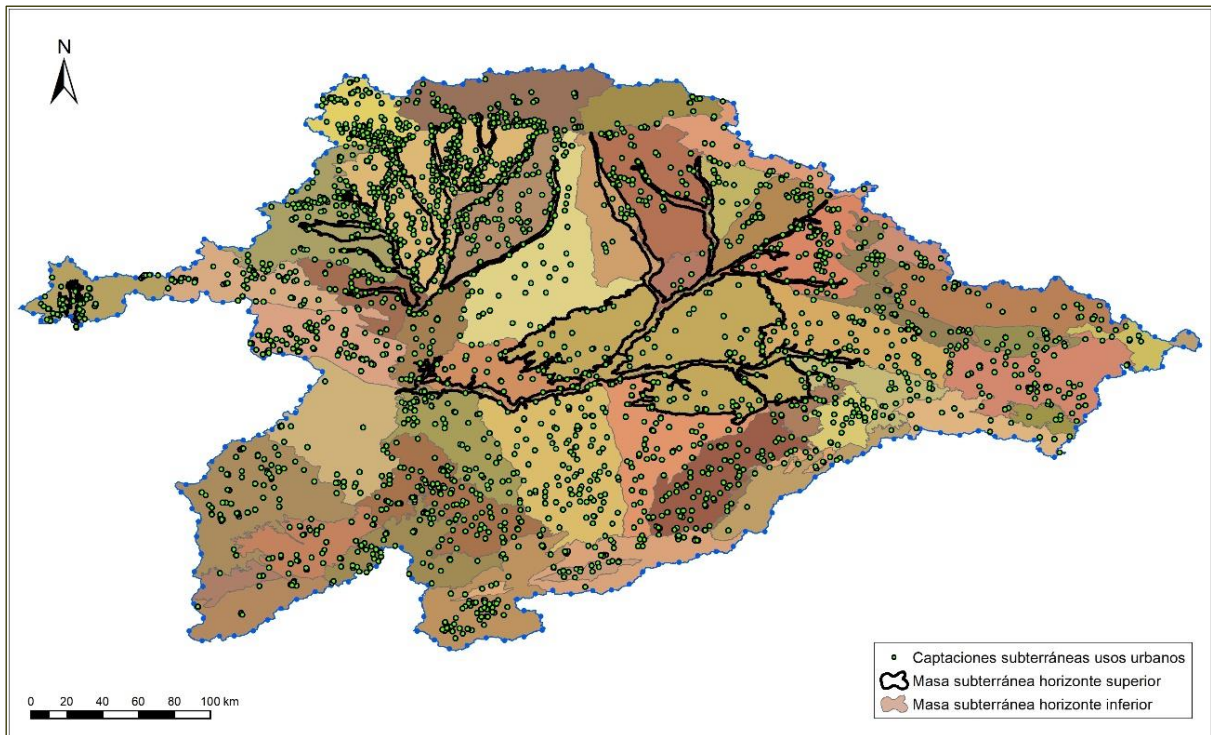 N
Captaciones subterráneas usos urbanos
Masa subterránea horizonte superior
Masa subterránea horizonte inferior
0 20 40 60 80 100 km